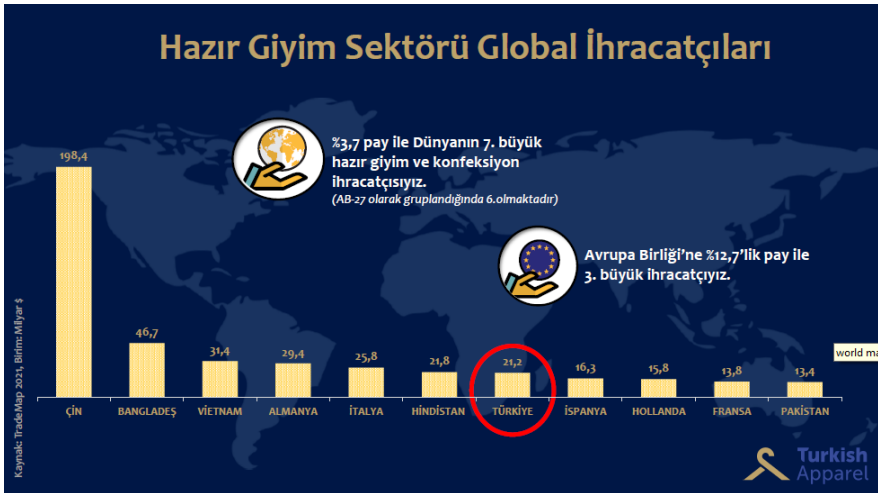 Hazır Giyim Sektörü Global İhracatçıları
%3,7 pay ile Dünyanın 7. büyük
hazır giyim ve konfeksiyon
ihracatçısıyız.
(AB-27 olarak gruplandığında 6.olmaktadır)
Avrupa Birliği'ne %12,7'lik pay ile
3. büyük ihracatçıyız.
198,4
46,7
31,4
29,4
25,8
21,8
21,2
16,3
15,8
13,8
13,4
world ma
ÇİN
BANGLADEŞ
VİETNAM
ALMANYA
İTALYA
HİNDİSTAN
TÜRKİYE
İSPANYA
HOLLANDA
FRANSA
PAKİSTAN
Kaynak: TradeMap 2021, Birim: Milyar $
Turkish
Apparel